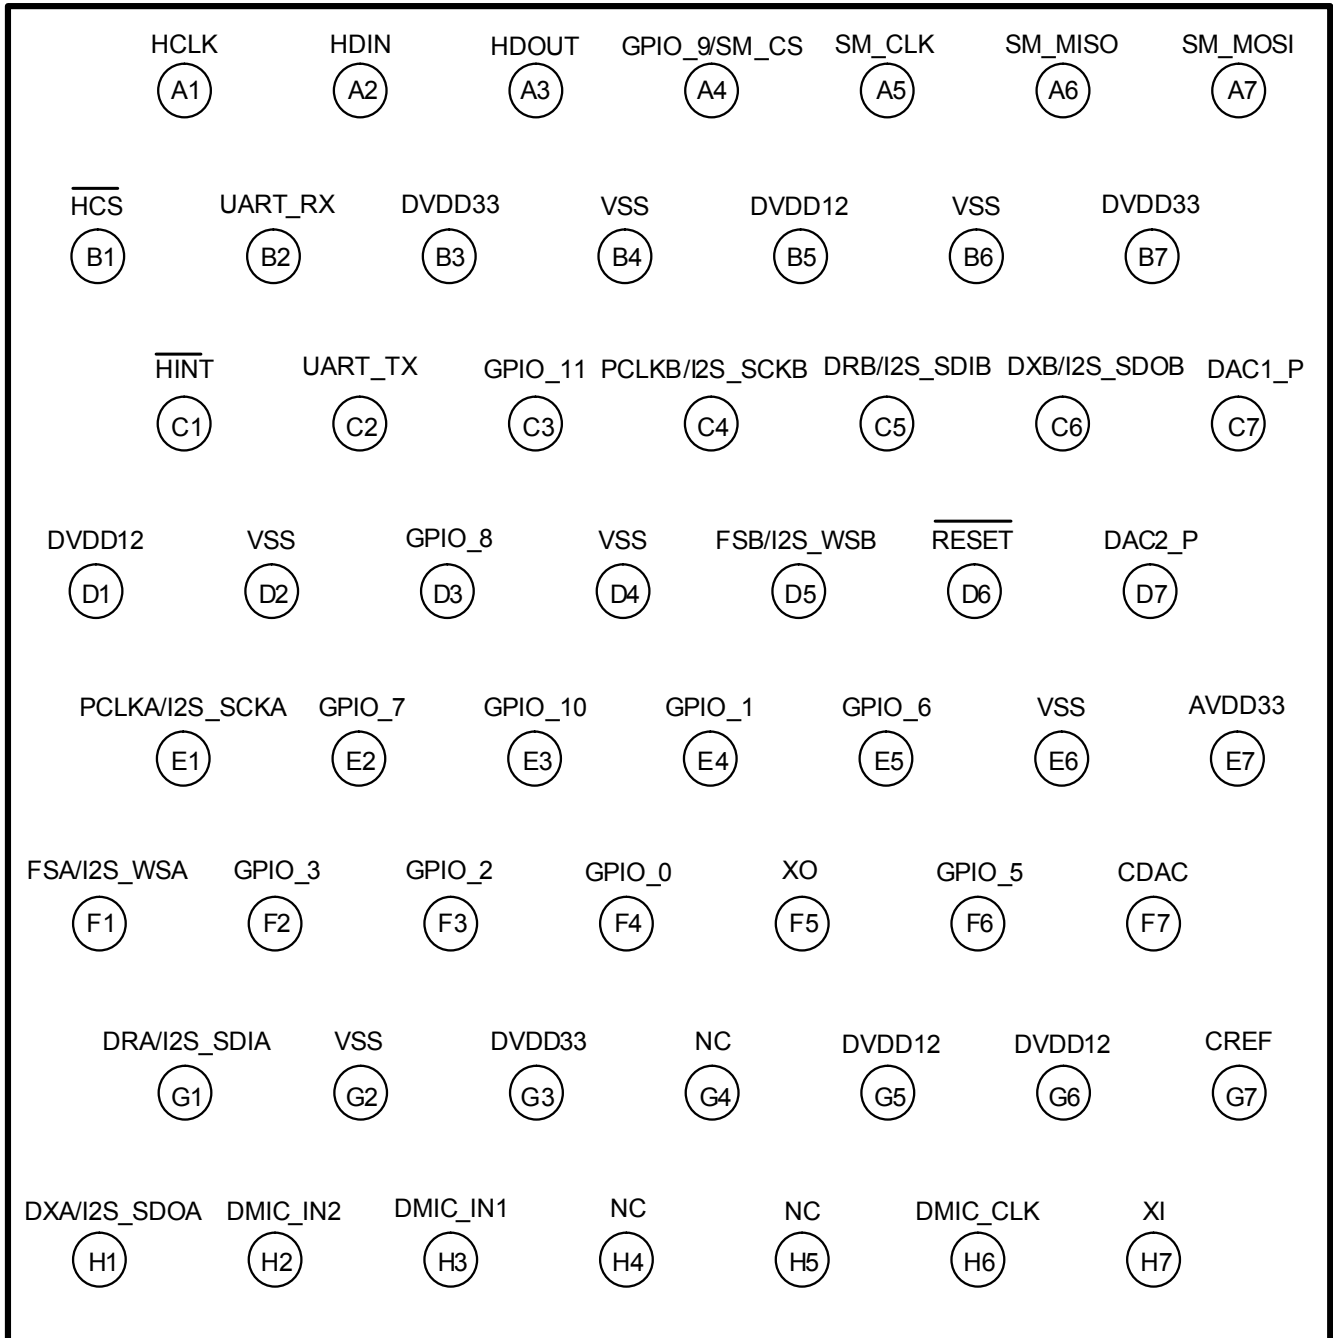 HCLK HDIN HDOUT GPIO_9/SM_CS SM_CLK SM_MISO SM_MOSI
A1 A2 A3 A4 A5 A6 A7
HCS UART_RX DVDD33 VSS DVDD12 VSS DVDD33
B1 B2 B3 B4 B5 B6 B7
HINT UART_TX GPIO_11 PCLKB/I2S_SCKB DRB/I2S_SDIB DXB/I2S_SDOB DAC1_P
C1 C2 C3 C4 C5 C6 C7
DVDD12 VSS GPIO_8 VSS FSB/I2S_WSB RESET DAC2_P
D1 D2 D3 D4 D5 D6 D7
PCLKA/I2S_SCKA GPIO_7 GPIO_10 GPIO_1 GPIO_6 VSS AVDD33
E1 E2 E3 E4 E5 E6 E7
FSA/I2S_WSA GPIO_3 GPIO_2 GPIO_0 XO GPIO_5 CDAC
F1 F2 F3 F4 F5 F6 F7
DRA/I2S_SDIA VSS DVDD33 NC DVDD12 DVDD12 CREF
G1 G2 G3 G4 G5 G6 G7
DXA/I2S_SDOA DMIC_IN2 DMIC_IN1 NC NC DMIC_CLK XI
H1 H2 H3 H4 H5 H6 H7